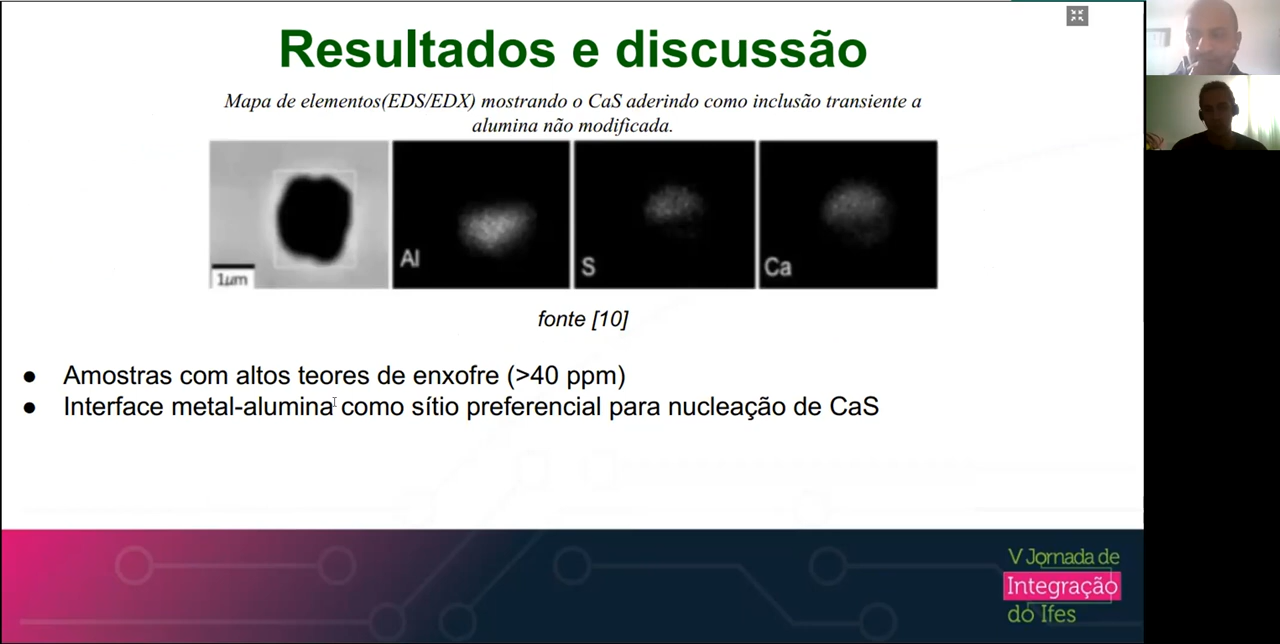 Resultados e discussão
Mapa de elementos(EDS/EDX) mostrando o CaS aderindo como inclusão transiente a
alumina não modificada.
1µm
Al
S
Ca
fonte [10]
● Amostras com altos teores de enxofre (>40 ppm)
● Interface metal-alumina como sítio preferencial para nucleação de CaS
V Jornada de
Integração
do Ifes